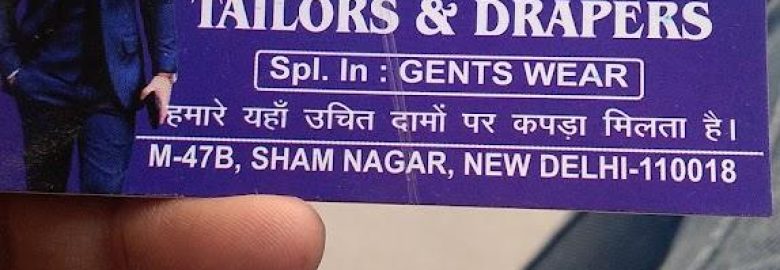 TAILORS & DRAPERS
Spl. In : GENTS WEAR
हमारे यहाँ उचित दामों पर कपड़ा मिलता है।
M-47B, SHAM NAGAR, NEW DELHI-110018